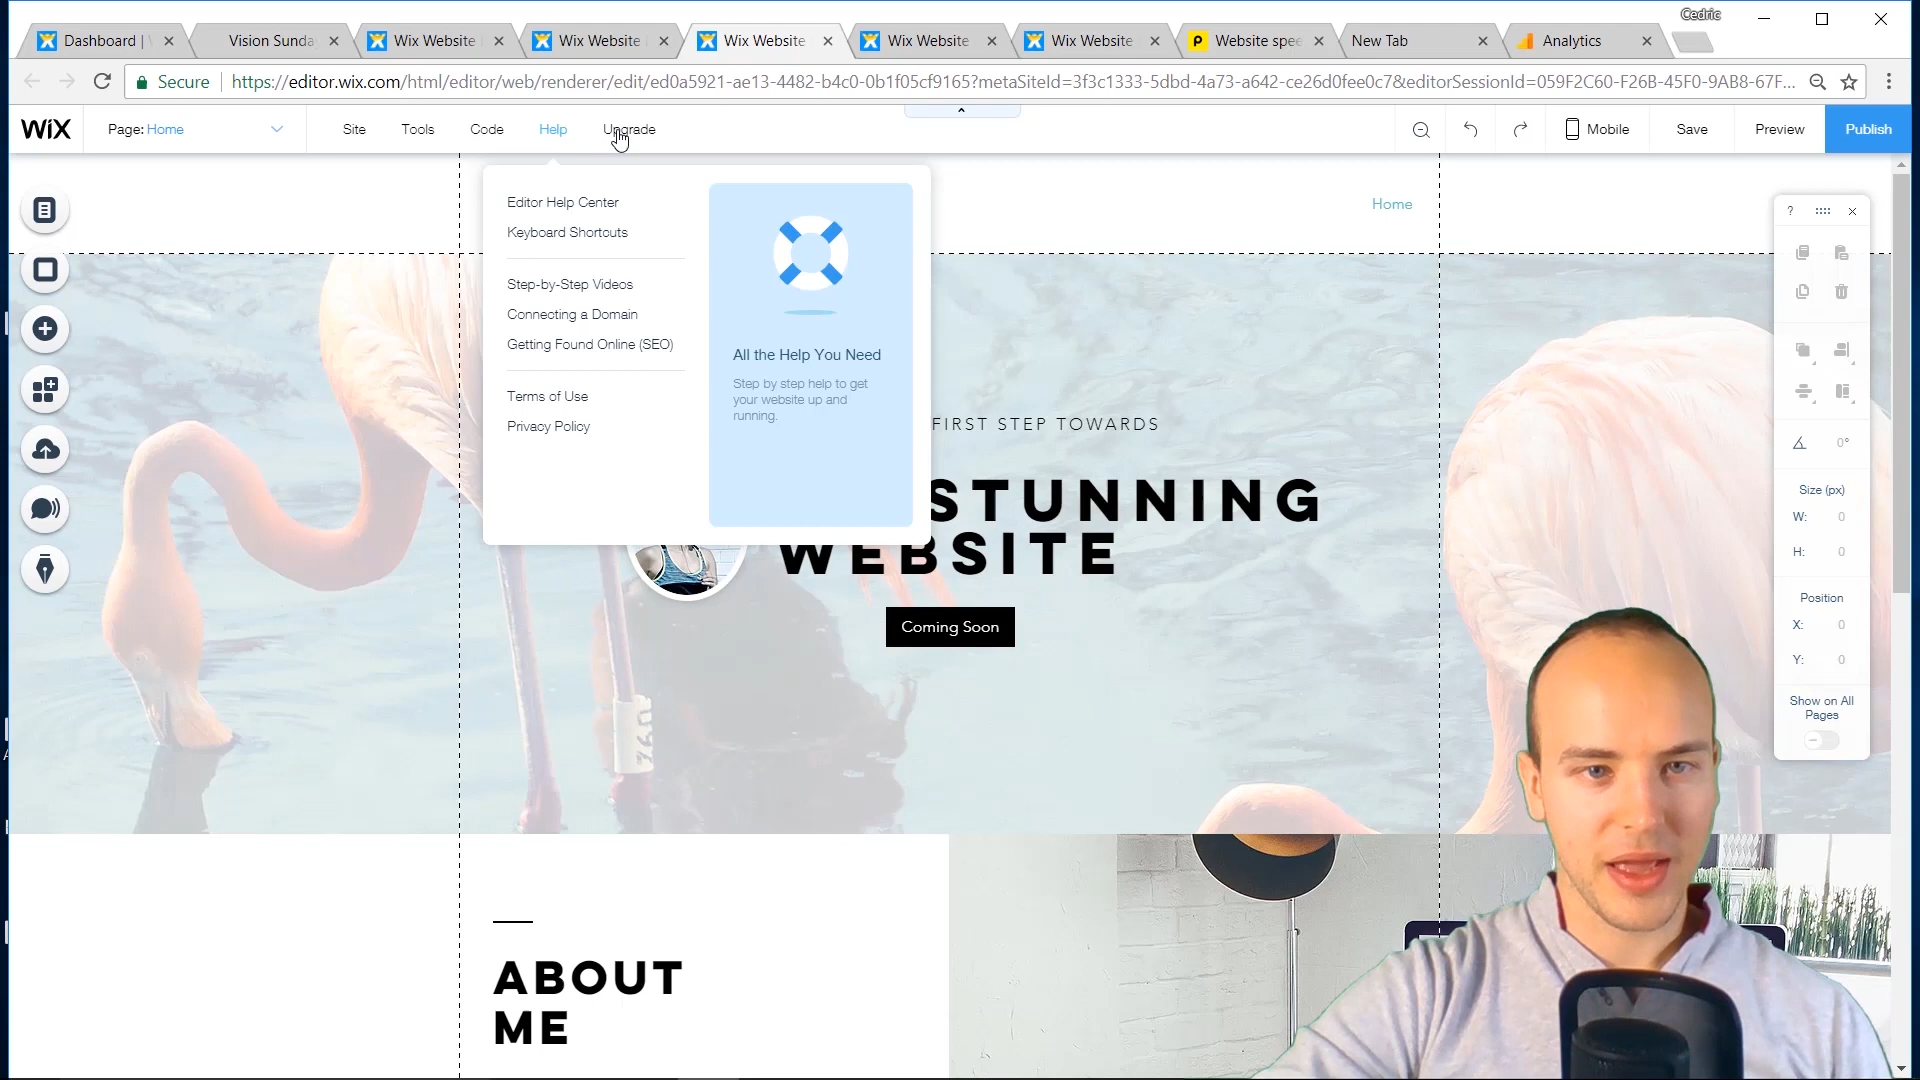 Cedric
Dashboard |
Vision Sunda
Wix Website
Wix Website
Wix Website
Wix Website
Wix Website
Website spee
New Tab
Analytics
Secure
https://editor.wix.com/html/editor/web/renderer/edit/ed0a5921-ae13-4482-b4c0-0b1f05cf9165?metaSiteId=3f3c1333-5dbd-4a73-a642-ce26d0fee0c7&editorSessionId=059F2C60-F26B-45F0-9AB8-67F...
WiX
Page: Home
Site
Tools
Code
Help
Upgrade
Mobile
Save
Preview
Publish
Editor Help Center
Keyboard Shortcuts
Step-by-Step Videos
Connecting a Domain
Getting Found Online (SEO)
Terms of Use
Privacy Policy
All the Help You Need
Step by step help to get
your website up and
running.
Home
FIRST STEP TOWARDS
STUNNING
WEBSITE
Coming Soon
760
ABOUT
ME
?
0°
Size (px)
W: 0
H: 0
Position
X: 0
Y: 0
Show on All
Pages